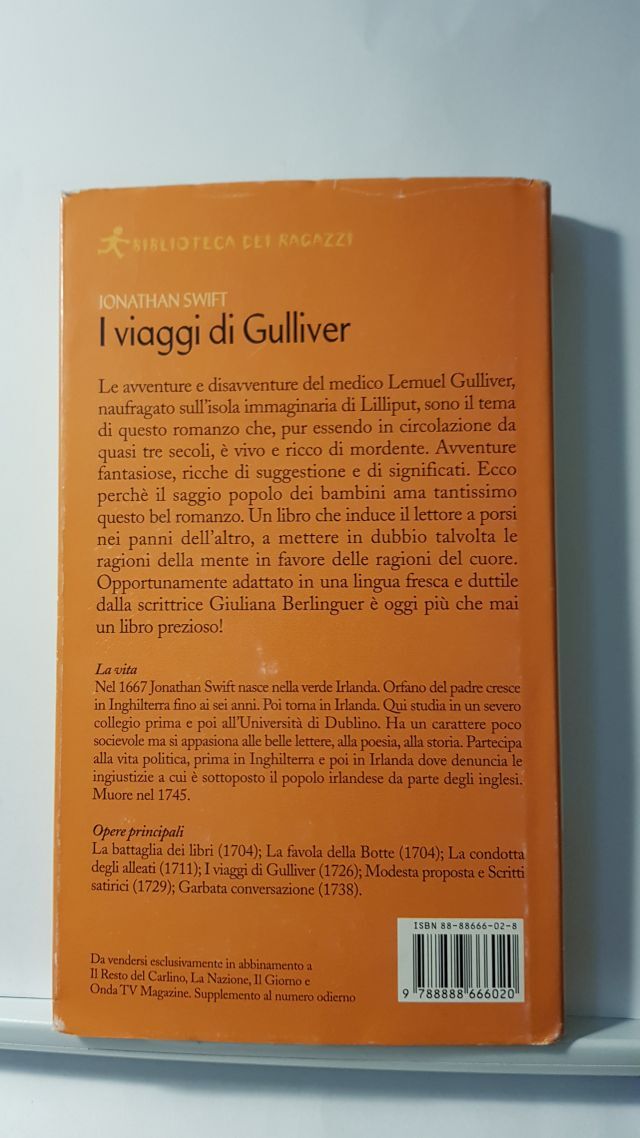 BIBLIOTECA DEI RAGAZZI
JONATHAN SWIFT
I viaggi di Gulliver
Le avventure e disavventure del medico Lemuel Gulliver,
naufragato sull'isola immaginaria di Lilliput, sono il tema
di questo romanzo che, pur essendo in circolazione da
quasi tre secoli, è vivo e ricco di mordente. Avventure
fantasiose, ricche di suggestione e di significati. Ecco
perchè il saggio popolo dei bambini ama tantissimo
questo bel romanzo. Un libro che induce il lettore a porsi
nei panni dell'altro, a mettere in dubbio talvolta le
ragioni della mente in favore delle ragioni del cuore.
Opportunamente adattato in una lingua fresca e duttile
dalla scrittrice Giuliana Berlinguer è oggi più che mai
un libro prezioso!
La vita
Nel 1667 Jonathan Swift nasce nella verde Irlanda. Orfano del padre cresce
in Inghilterra fino ai sei anni. Poi torna in Irlanda. Qui studia in un severo
collegio prima e poi all'Università di Dublino. Ha un carattere poco
socievole ma si appasiona alle belle lettere, alla poesia, alla storia. Partecipa
alla vita politica, prima in Inghilterra e poi in Irlanda dove denuncia le
ingiustizie a cui è sottoposto il popolo irlandese da parte degli inglesi.
Muore nel 1745.
Opere principali
La battaglia dei libri (1704); La favola della Botte (1704); La condotta
degli alleati (1711); I viaggi di Gulliver (1726); Modesta proposta e Scritti
satirici (1729); Garbata conversazione (1738).
Da vendersi esclusivamente in abbinamento a
Il Resto del Carlino, La Nazione, Il Giorno e
Onda TV Magazine. Supplemento al numero odierno
ISBN 88-88666-02-8
9 788888 666020